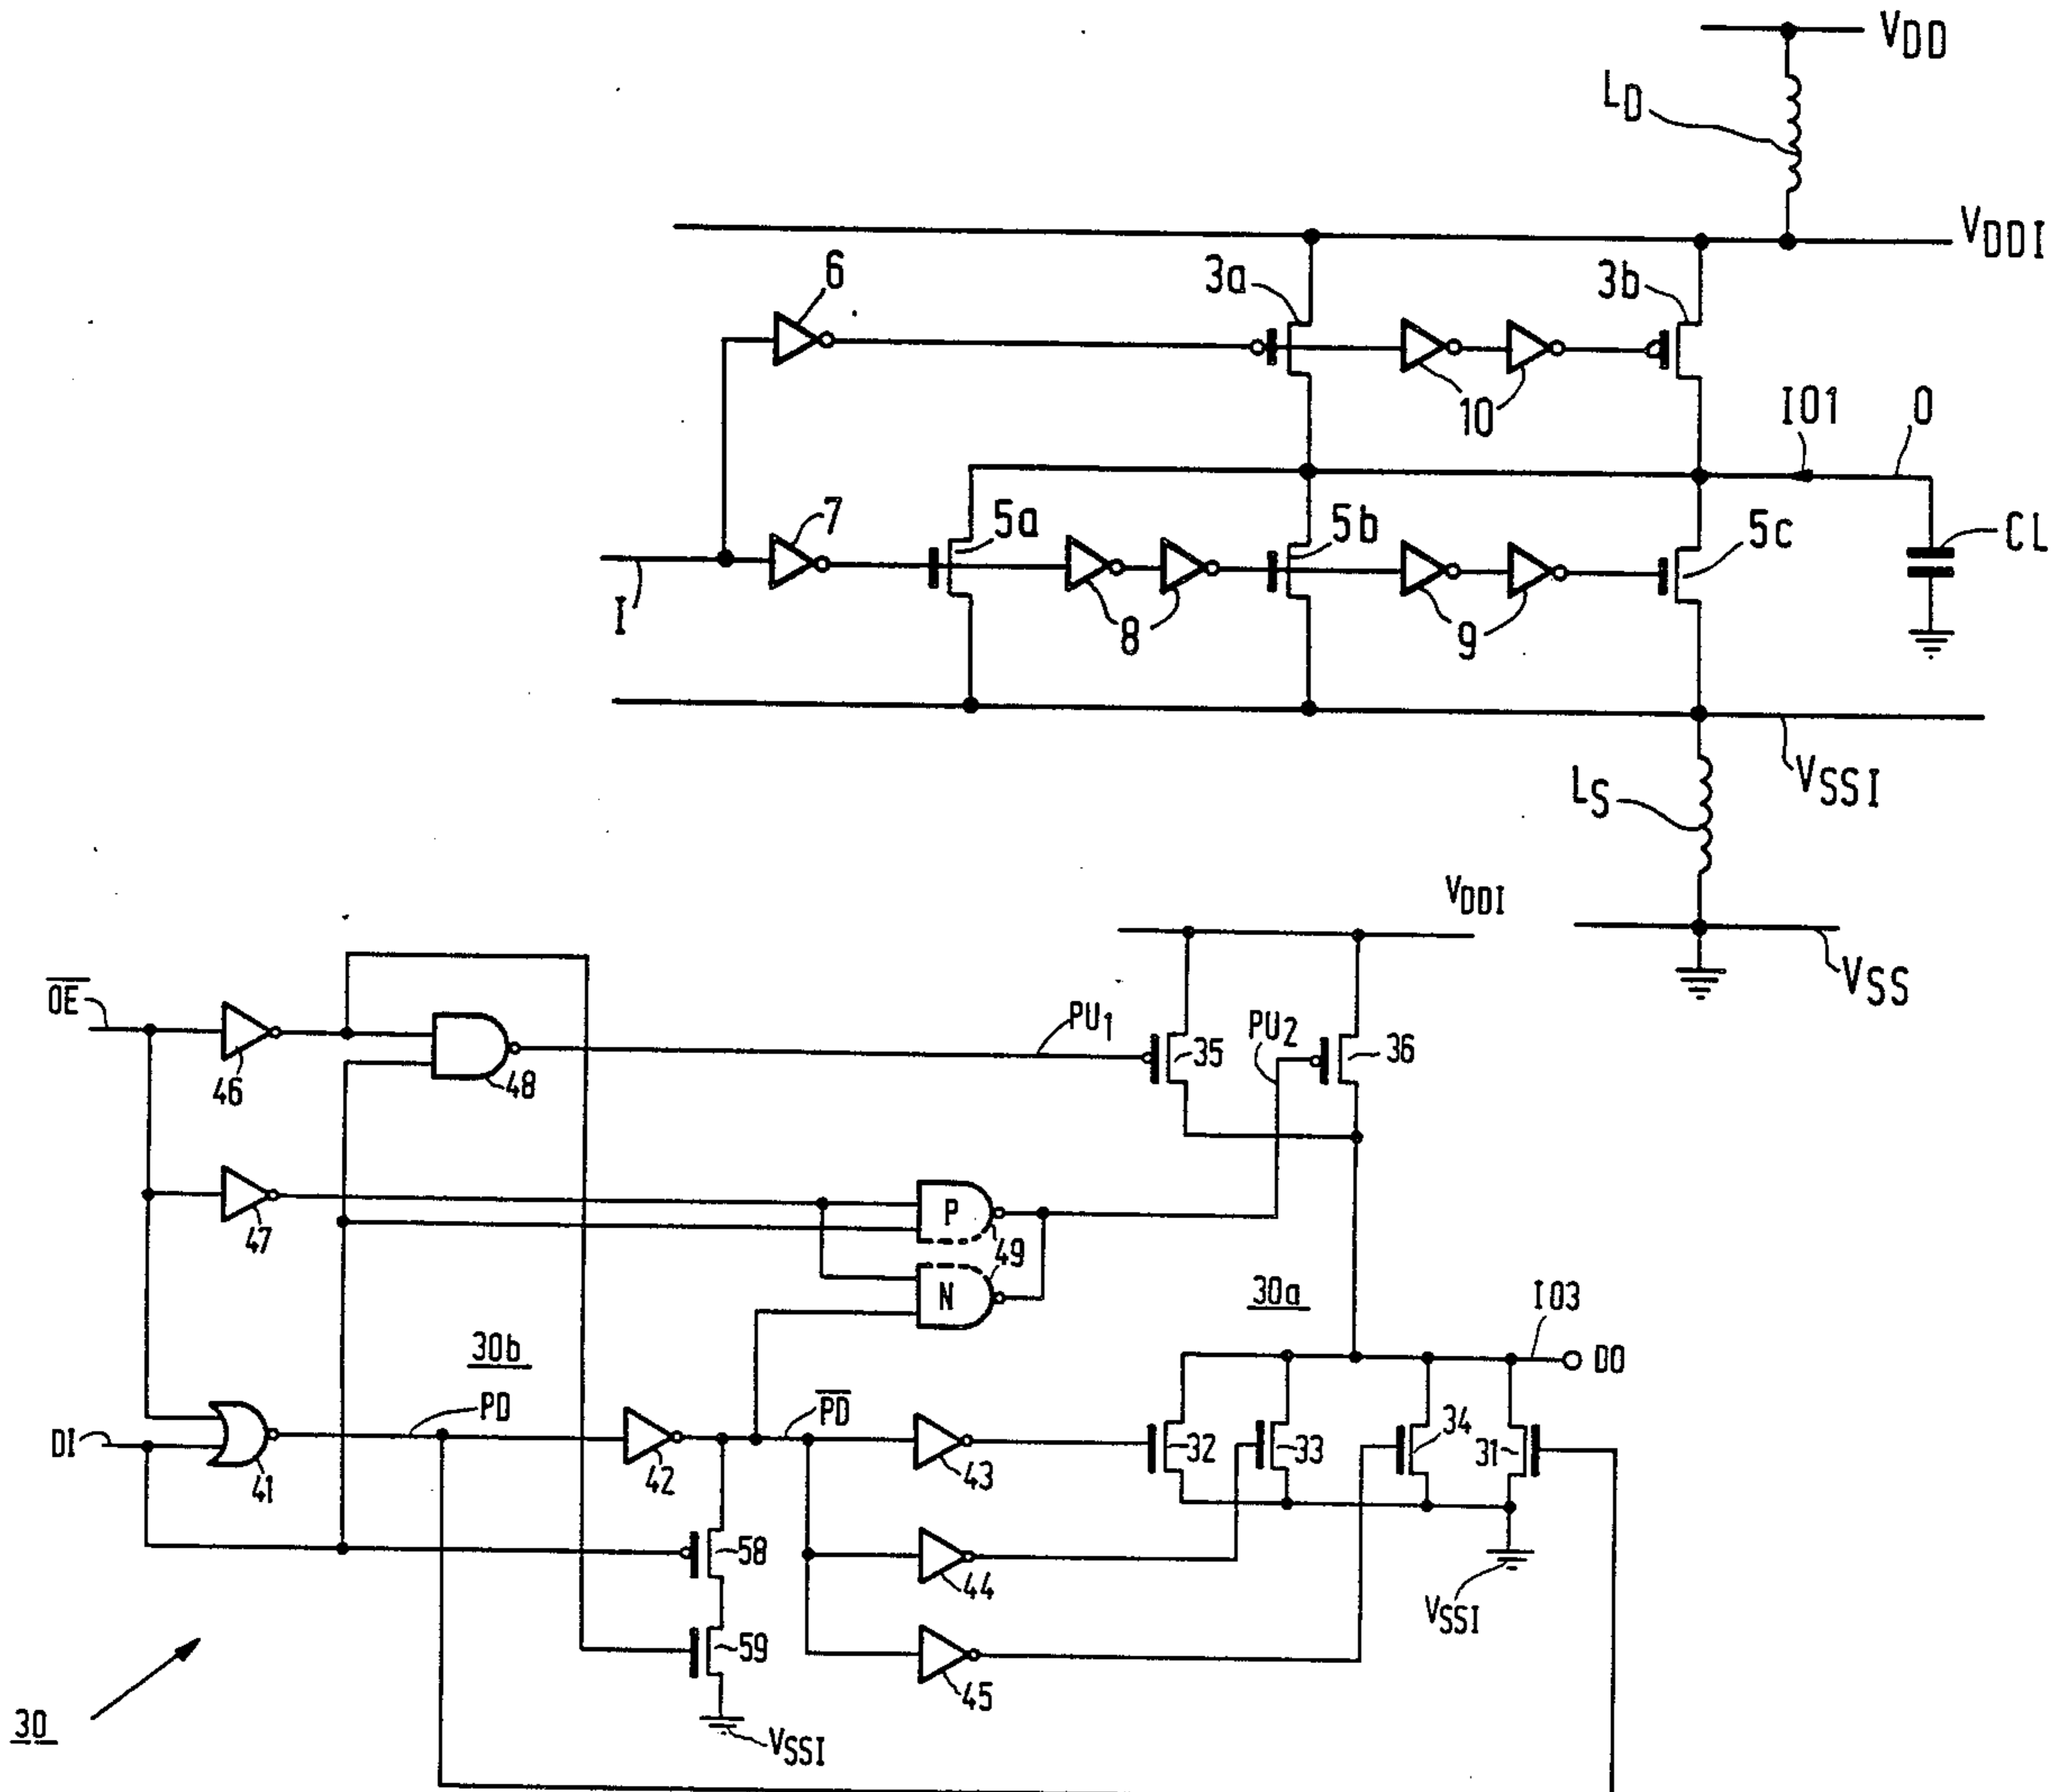 VDD
LD
VDDI
6
3a
3b
10
IO1
O
7
5a
5b
5c
CL
I
8
9
VSSI
LS
VSS
VDDI
OE
PU1
PU2
35
36
46
48
47
P
49
N
30a
IO3
30b
DO
PD
PD
DI
41
42
43
32
33
34
31
58
44
VSSI
59
45
30
VSSI